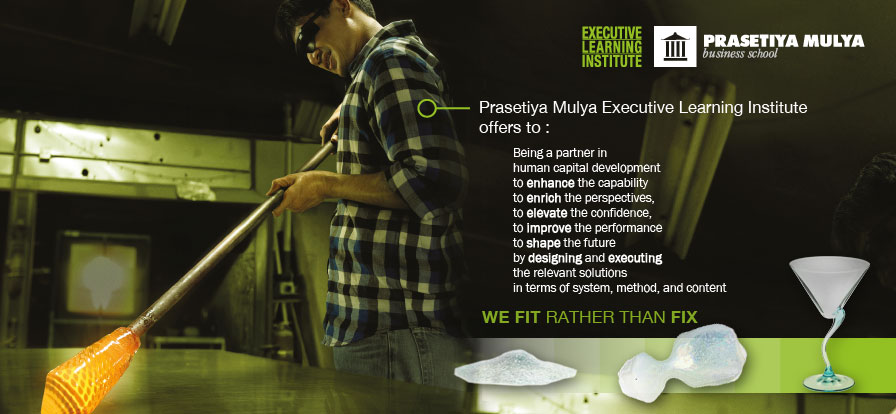 EXECUTIVE
LEARNING
INSTITUTE
PRASETIYA MULYA
business school
Prasetiya Mulya Executive Learning Institute
offers to :
Being a partner in
human capital development
to enhance the capability
to enrich the perspectives,
to elevate the confidence,
to improve the performance
to shape the future
by designing and executing
the relevant solutions
in terms of system, method, and content
WE FIT RATHER THAN FIX